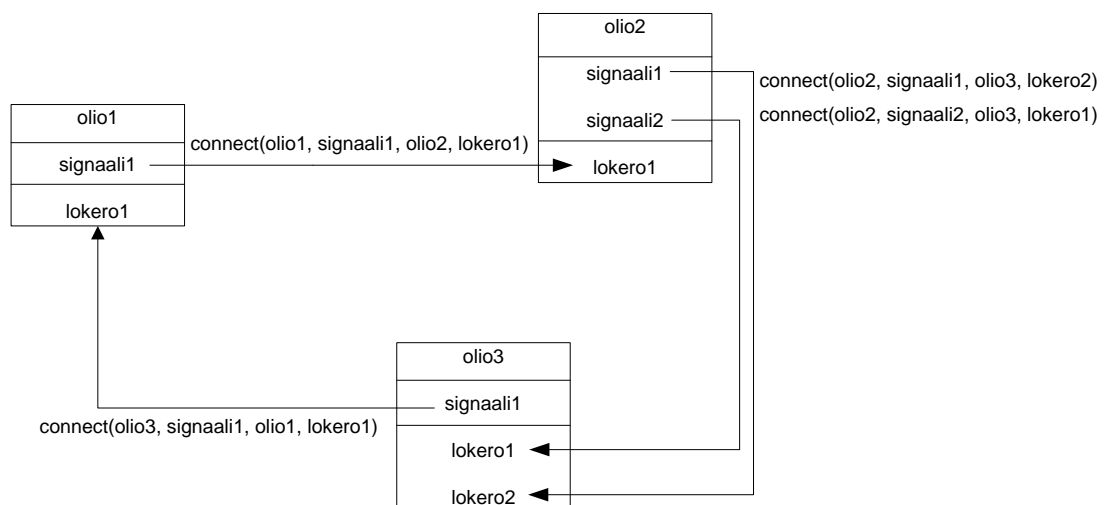 olio2
signaali1
signaali2
lokero1
connect(olio2, signaali1, olio3, lokero2)
connect(olio2, signaali2, olio3, lokero1)
olio1
signaali1
lokero1
connect(olio1, signaali1, olio2, lokero1)
olio3
signaali1
lokero1
lokero2
connect(olio3, signaali1, olio1, lokero1)